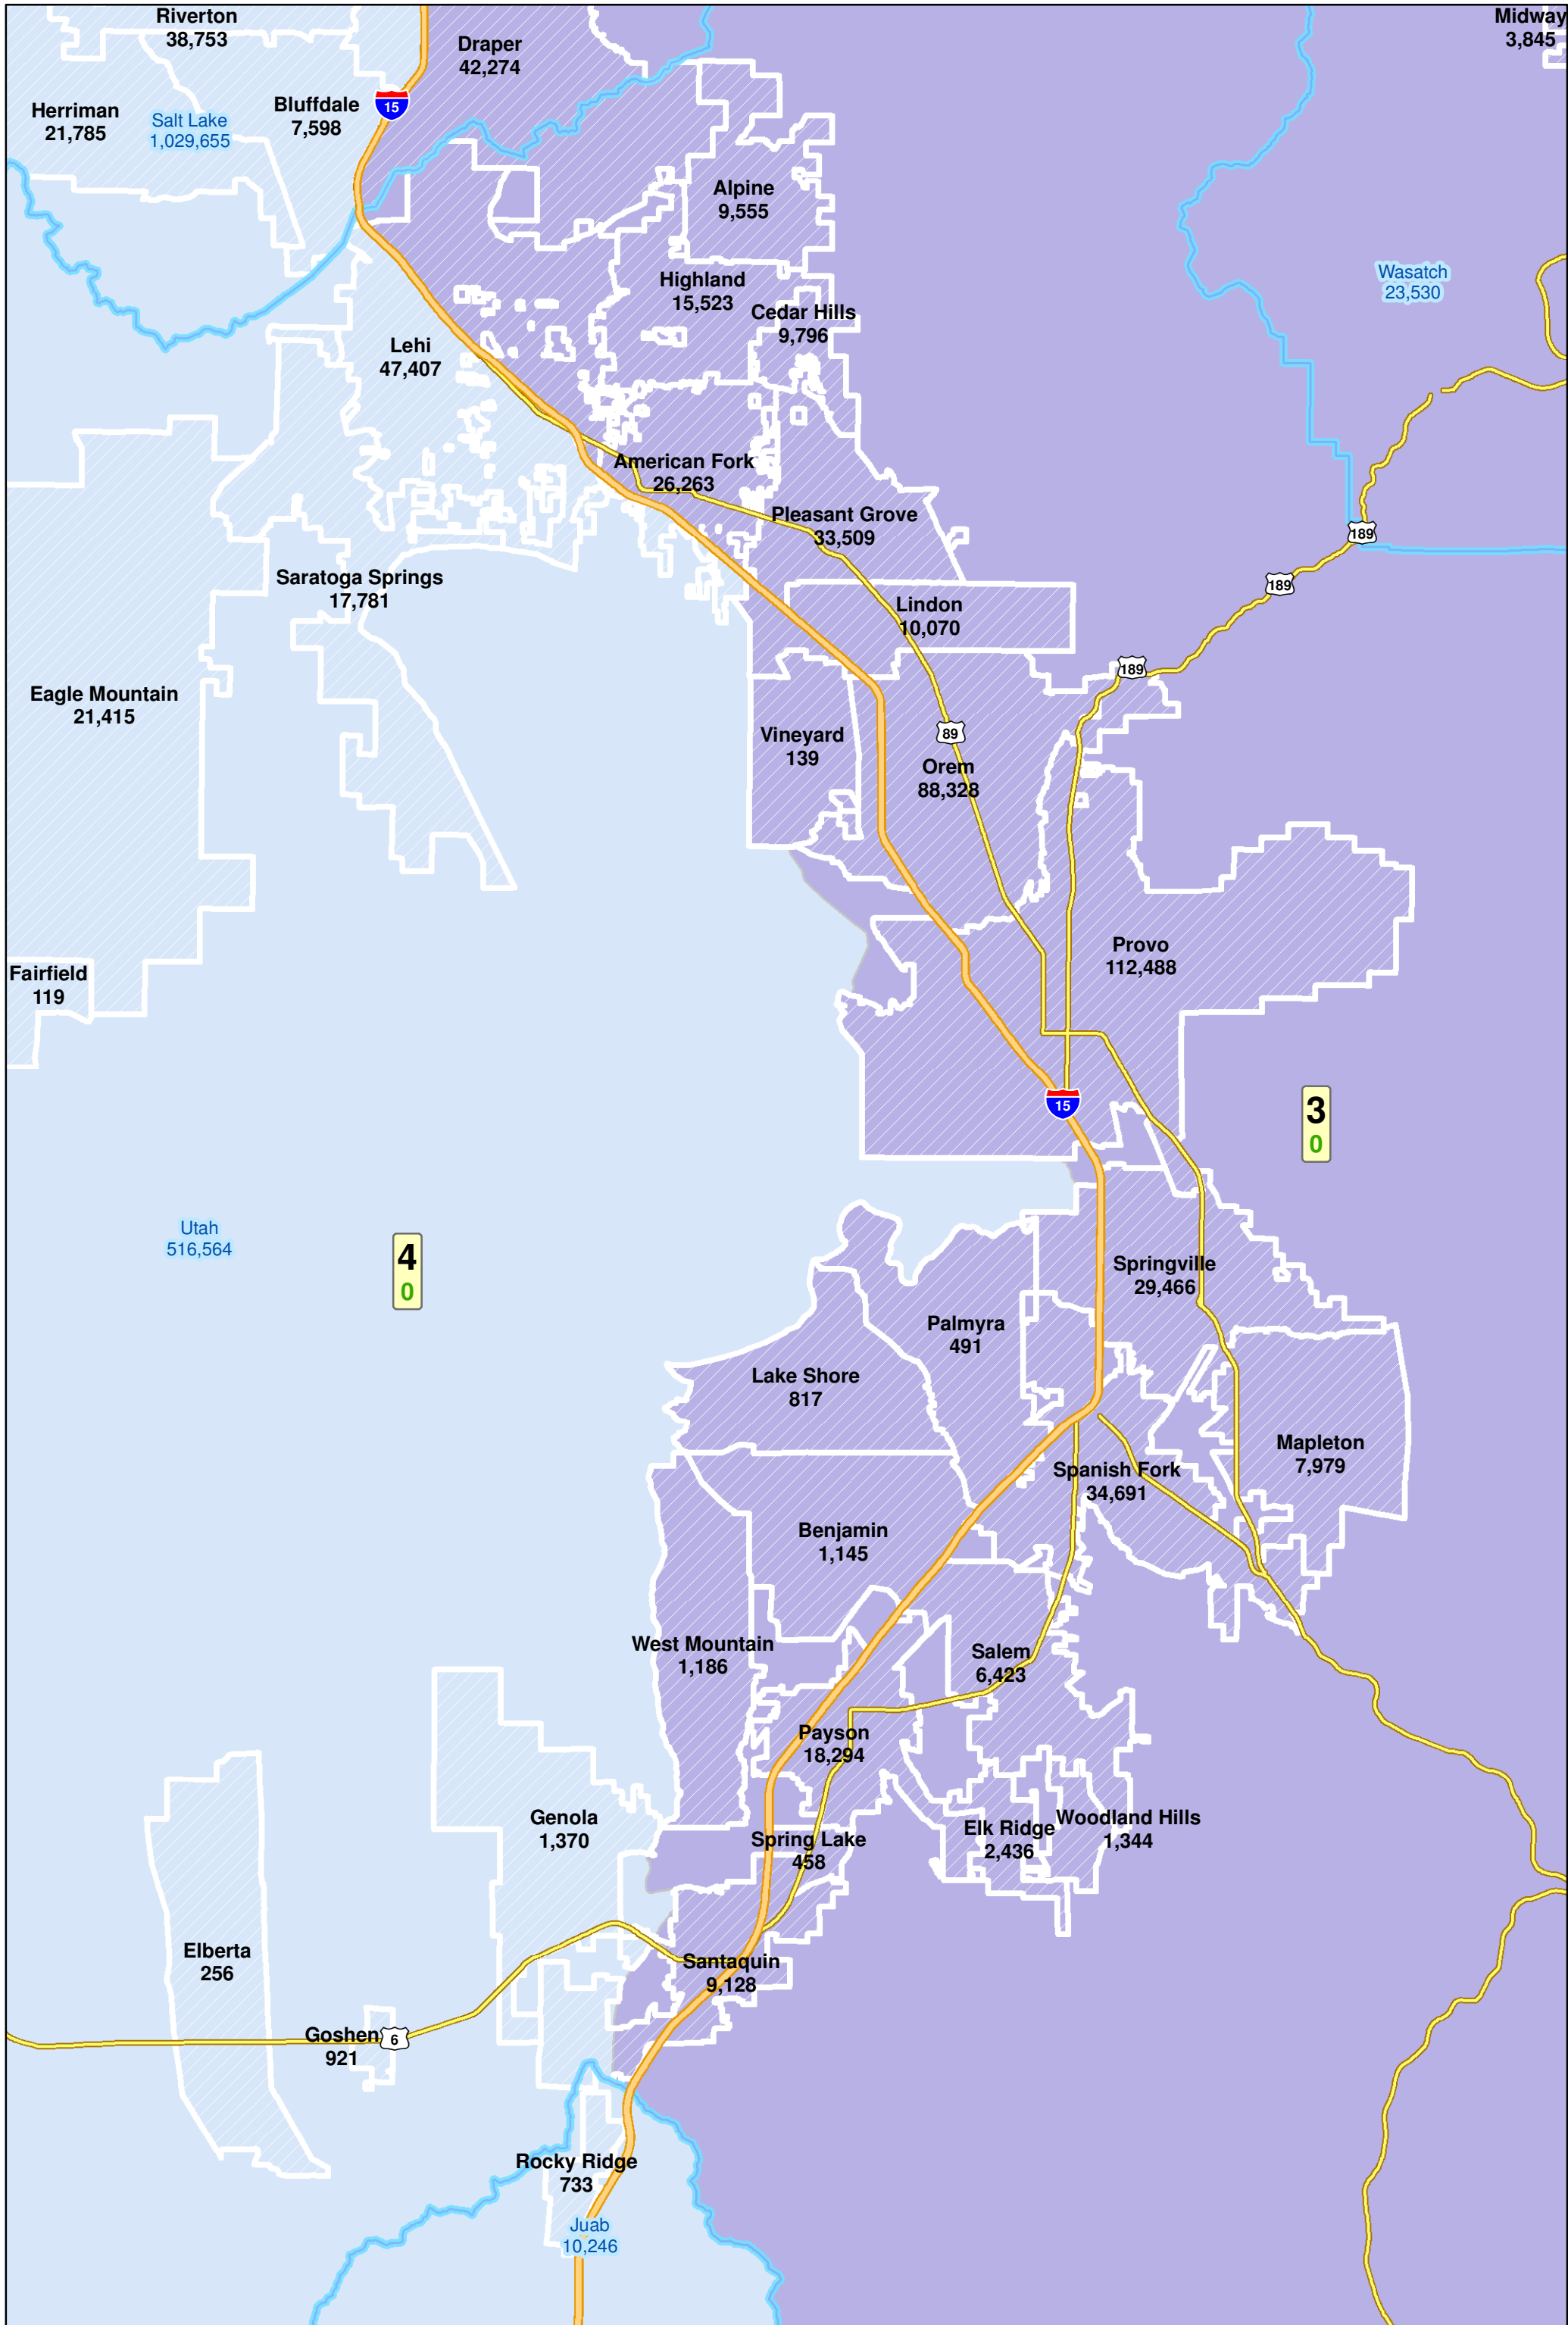 Riverton
38,753
Midway
3,845
Draper
42,274
Herriman
21,785
Salt Lake
1,029,655
Bluffdale
7,598
15
Alpine
9,555
Highland
15,523
Wasatch
23,530
Cedar Hills
9,796
Lehi
47,407
American Fork
26,263
Pleasant Grove
33,509
189
189
Saratoga Springs
17,781
Lindon
10,070
189
Eagle Mountain
21,415
Vineyard
139
89
Orem
88,328
Provo
112,488
Fairfield
119
15
3
0
Utah
516,564
4
0
Springville
29,466
Palmyra
491
Lake Shore
817
Mapleton
7,979
Spanish Fork
34,691
Benjamin
1,145
West Mountain
1,186
Salem
6,423
Payson
18,294
Genola
1,370
Spring Lake
458
Elk Ridge
2,436
Woodland Hills
1,344
Elberta
256
Santaquin
9,128
Goshen
921
6
Rocky Ridge
733
Juab
10,246